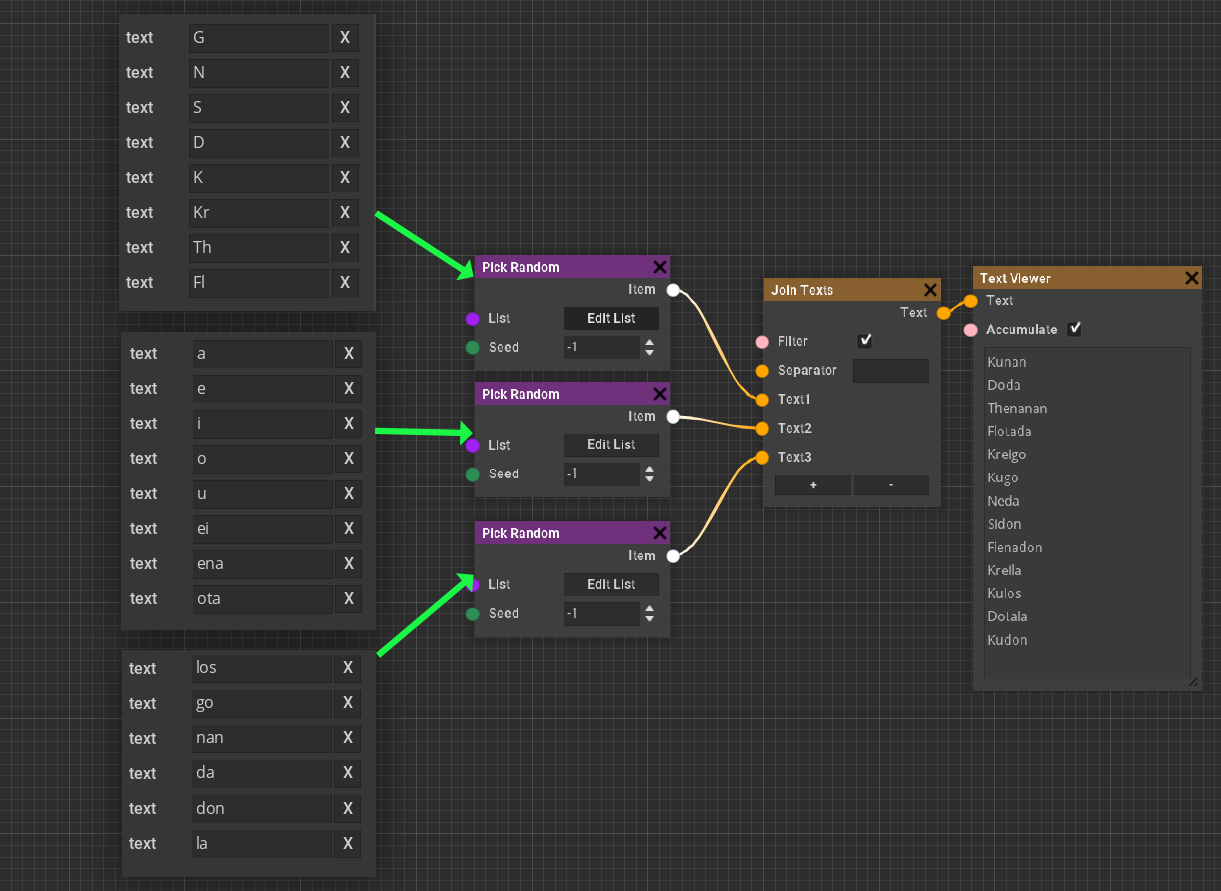 text G X
text N X
text S X
text D X
text K X
text Kr X
text Th X
text Fl X
text a X
text e X
text i X
text o X
text u X
text ei X
text ena X
text ota X
text los X
text go X
text nan X
text da X
text don X
text la X
Pick Random
Item
List Edit List
Seed -1
Pick Random
Item
List Edit List
Seed -1
Pick Random
Item
List Edit List
Seed -1
Join Texts
Text
Filter
Separator
Text1
Text2
Text3
+ -
Text Viewer
Text
Accumulate
Kunan
Doda
Thenanan
Flotada
Kreigo
Kugo
Neda
Sidon
Flenadon
Kreila
Kulos
Dotala
Kudon